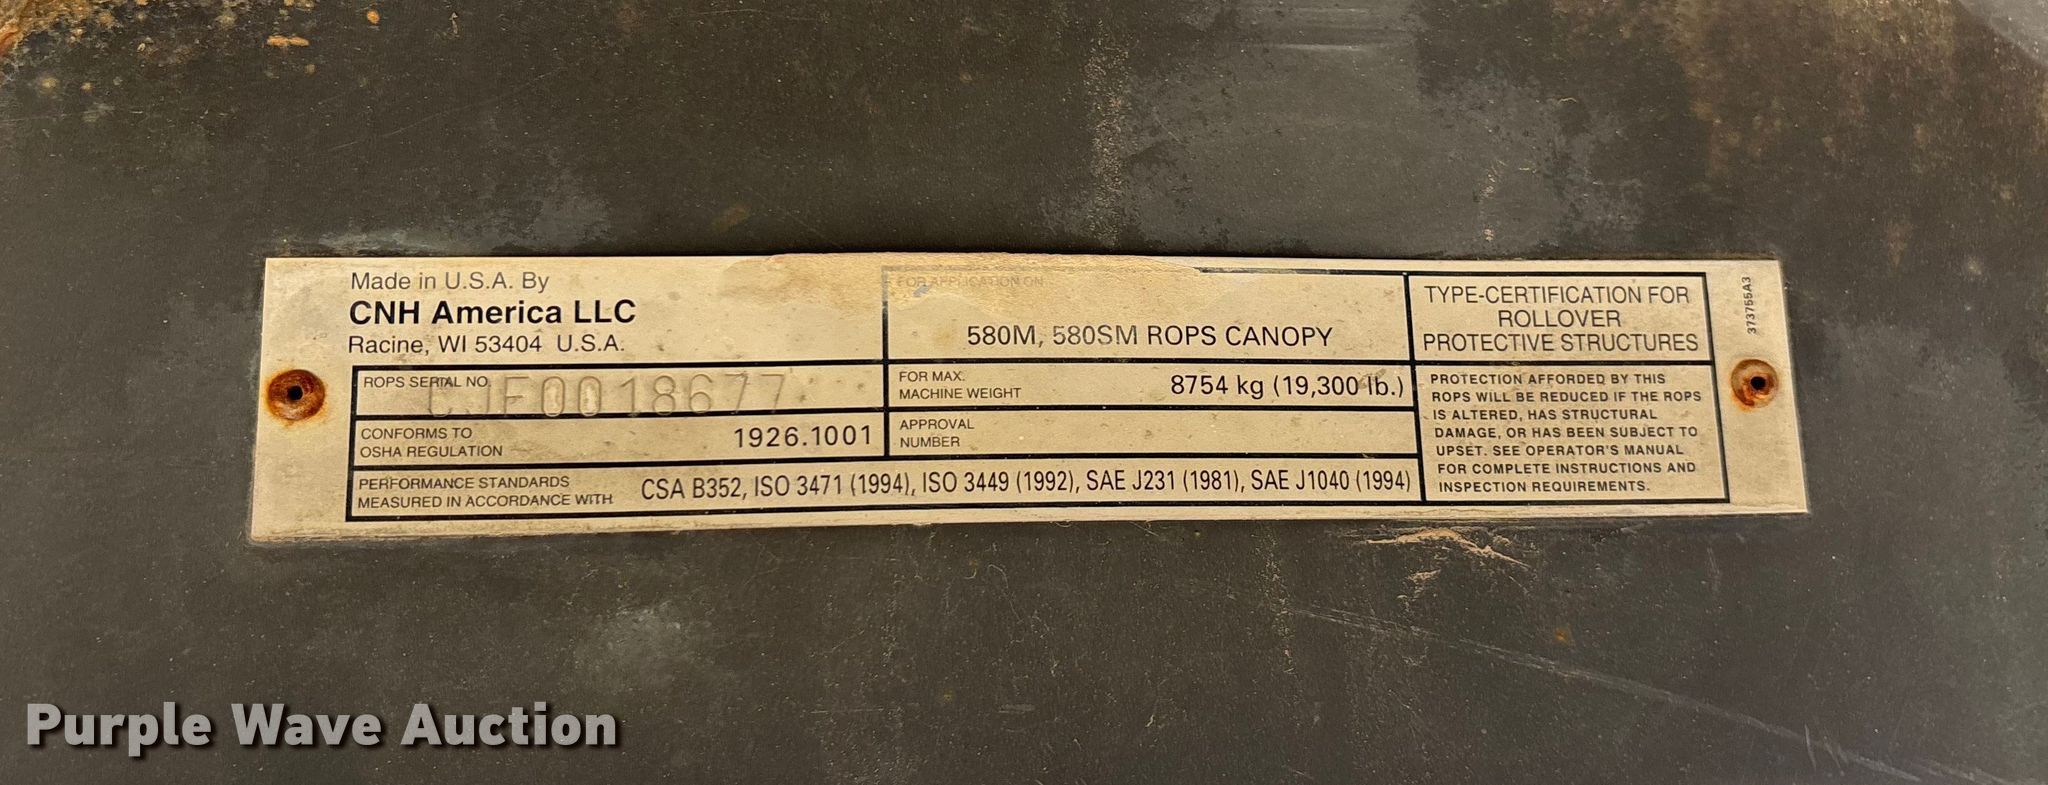 Made in U.S.A. By
CNH America LLC
Racine, WI 53404 U.S.A.
FOR APPLICATION ON
580M, 580SM ROPS CANOPY
TYPE-CERTIFICATION FOR
ROLLOVER
PROTECTIVE STRUCTURES
373755A3
ROPS SERIAL NO.
CJF0018677
FOR MAX.
MACHINE WEIGHT
8754 kg (19,300 lb.)
CONFORMS TO
OSHA REGULATION
1926.1001
APPROVAL
NUMBER
PERFORMANCE STANDARDS
MEASURED IN ACCORDANCE WITH
CSA B352, ISO 3471 (1994), ISO 3449 (1992), SAE J231 (1981), SAE J1040 (1994)
PROTECTION AFFORDED BY THIS
ROPS WILL BE REDUCED IF THE ROPS
IS ALTERED, HAS STRUCTURAL
DAMAGE, OR HAS BEEN SUBJECT TO
UPSET. SEE OPERATOR'S MANUAL
FOR COMPLETE INSTRUCTIONS AND
INSPECTION REQUIREMENTS.
Purple Wave Auction